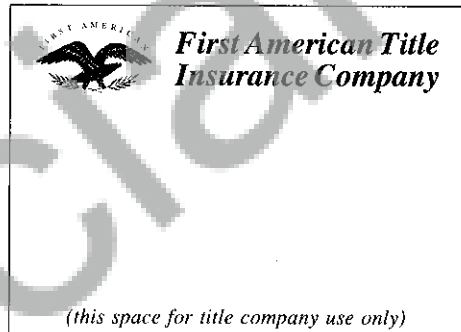 FIRST AMERICAN
First American Title
Insurance Company
(this space for title company use only)